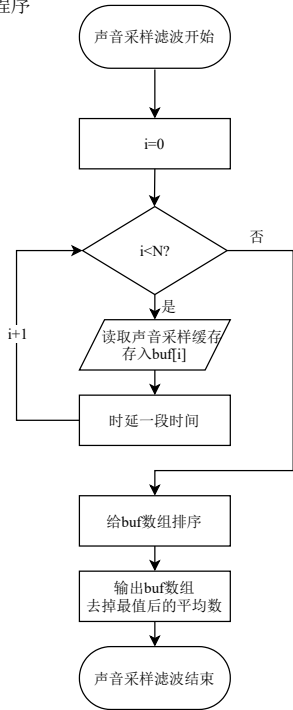 程序
声音采样滤波开始
i=0
i<N?
否
是
i+1
读取声音采样缓存
存入buf[i]
时延一段时间
给buf数组排序
输出buf数组
去掉最值后的平均数
声音采样滤波结束